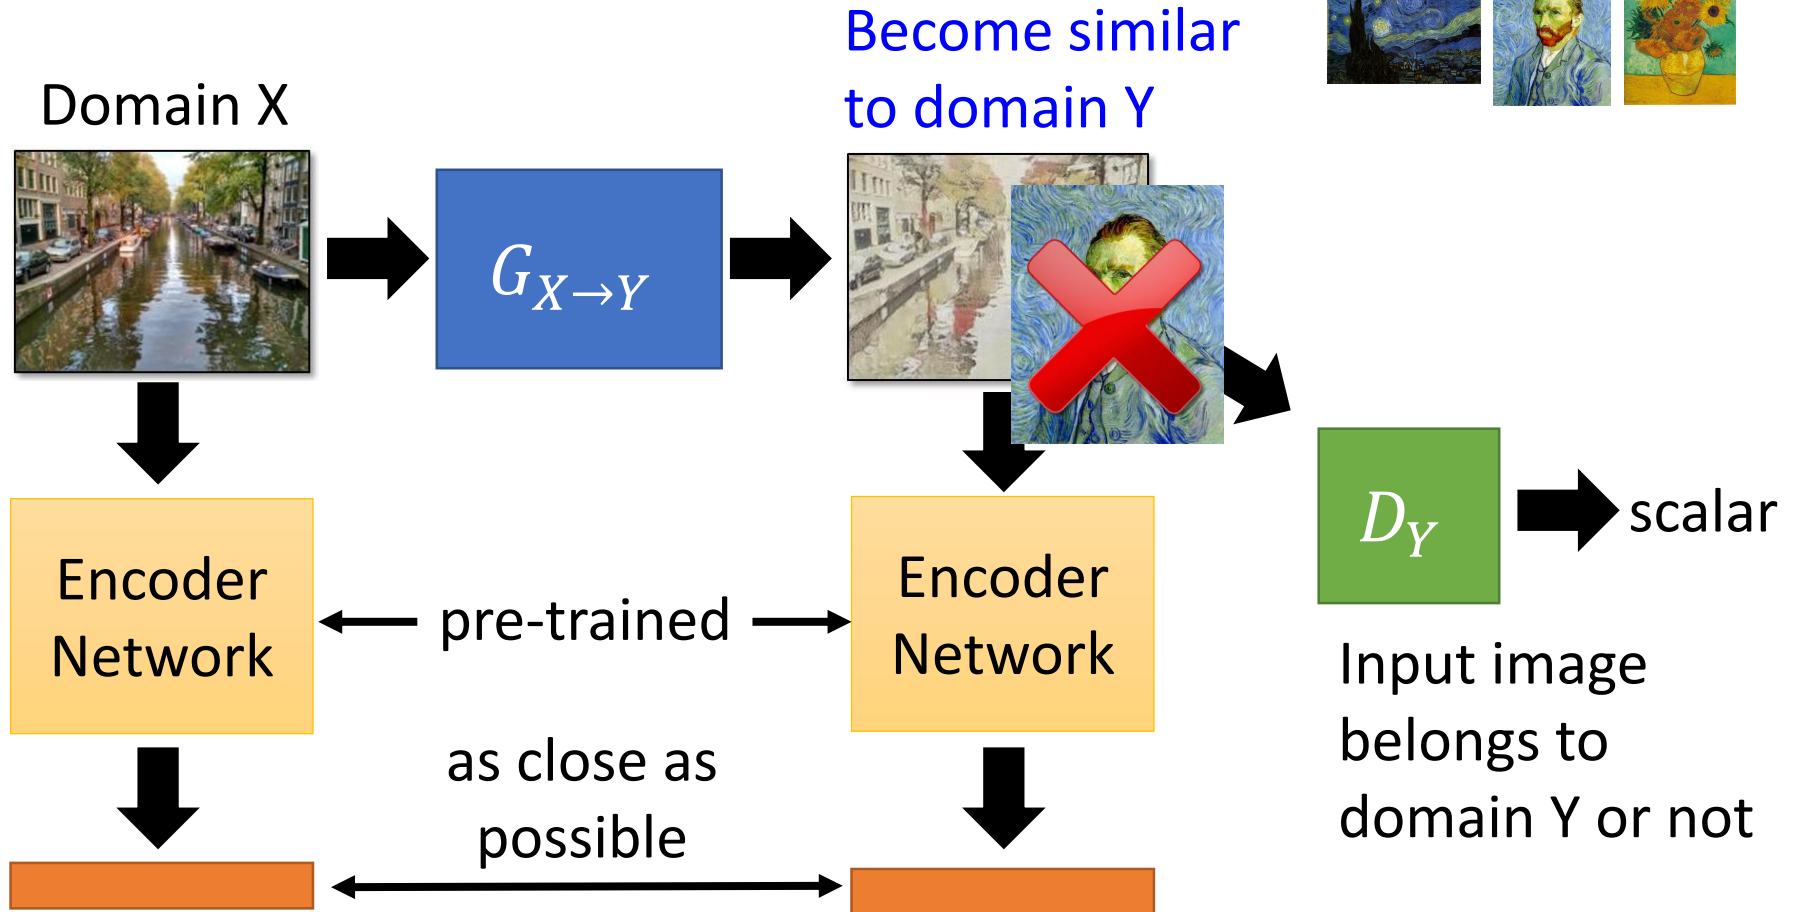 Become similar
to domain Y
Domain X
G_{X→Y}
D_Y
scalar
Encoder
Network
pre-trained
Encoder
Network
Input image
belongs to
domain Y or not
as close as
possible